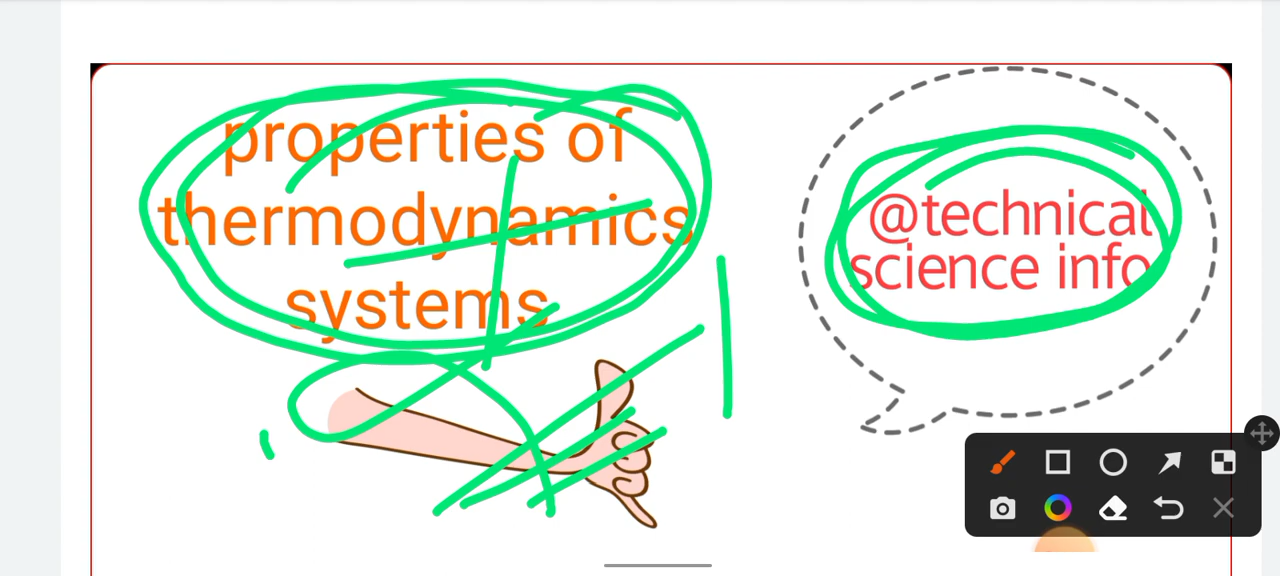 properties of
thermodynamics
systems
@technical
science info